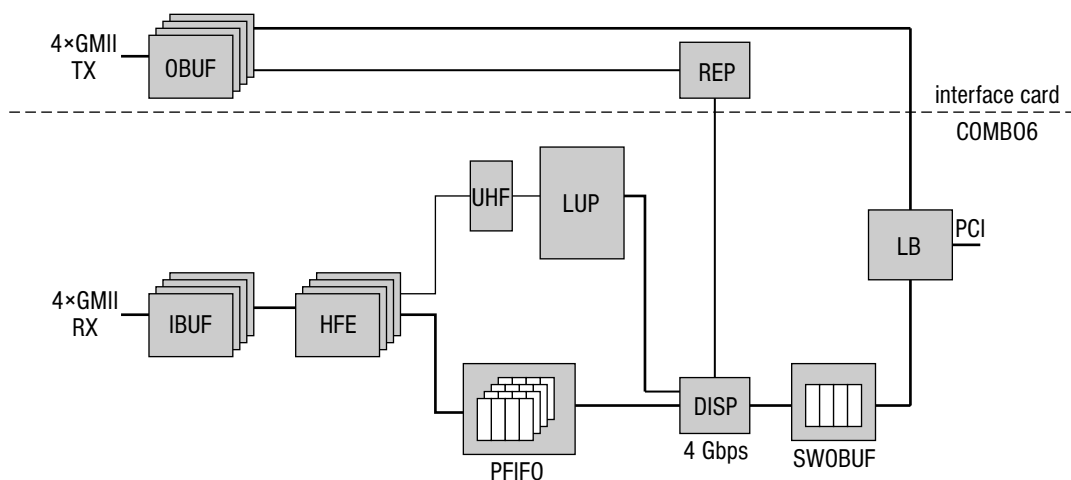 4×GMII
TX
OBUF
REP
interface card
COMBO6
UHF
LUP
LB
PCI
4×GMII
RX
IBUF
HFE
PFIFO
DISP
4 Gbps
SWOBUF